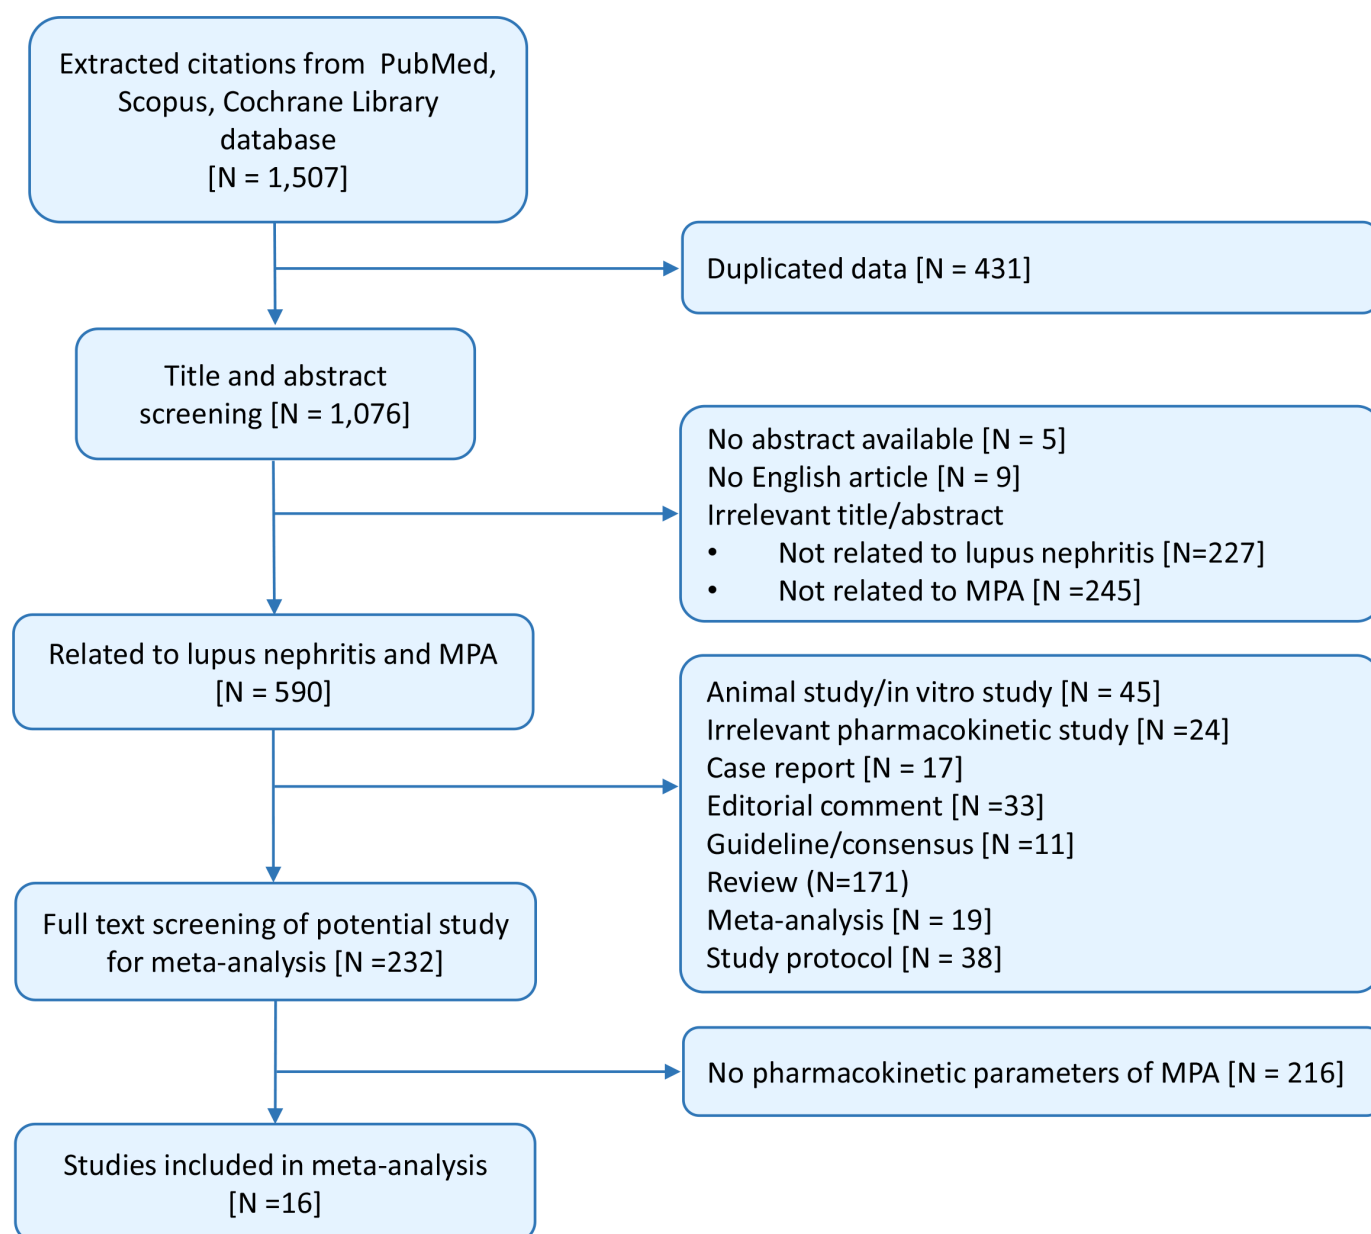 Extracted citations from PubMed,
Scopus, Cochrane Library
database
[N = 1,507]
Duplicated data [N = 431]
Title and abstract
screening [N = 1,076]
No abstract available [N = 5]
No English article [N = 9]
Irrelevant title/abstract
• Not related to lupus nephritis [N=227]
• Not related to MPA [N =245]
Related to lupus nephritis and MPA
[N = 590]
Animal study/in vitro study [N = 45]
Irrelevant pharmacokinetic study [N =24]
Case report [N = 17]
Editorial comment [N =33]
Guideline/consensus [N =11]
Review (N=171)
Meta-analysis [N = 19]
Study protocol [N = 38]
Full text screening of potential study
for meta-analysis [N =232]
No pharmacokinetic parameters of MPA [N = 216]
Studies included in meta-analysis
[N =16]